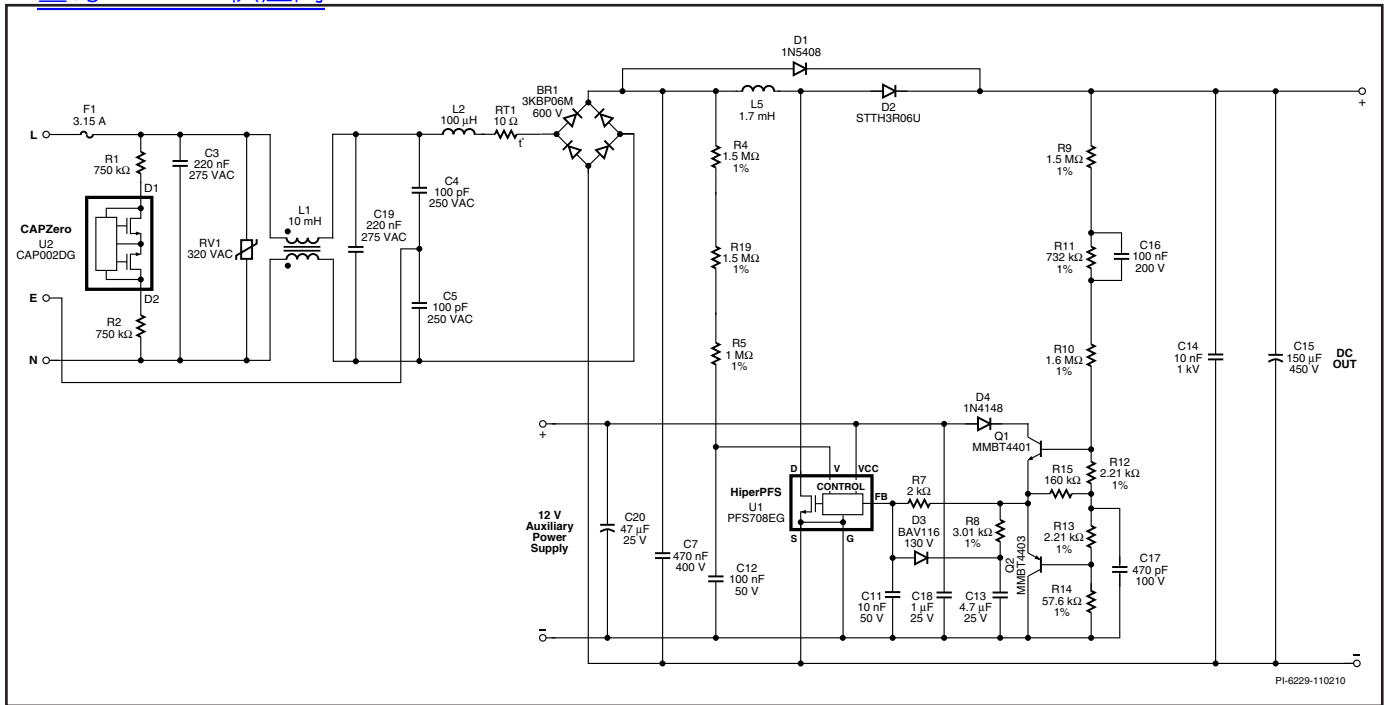 D1
1N5408
F1
3.15 A
L
R1
750 kΩ
C3
220 nF
275 VAC
D1
CAPZero
U2
CAP002DG
D2
R2
750 kΩ
E
N
RV1
320 VAC
L1
10 mH
C19
220 nF
275 VAC
C4
100 pF
250 VAC
C5
100 pF
250 VAC
L2
100 µH
RT1
10 Ω
t°
BR1
3KBP06M
600 V
L5
1.7 mH
D2
STTH3R06U
+
R4
1.5 MΩ
1%
R19
1.5 MΩ
1%
R5
1 MΩ
1%
R9
1.5 MΩ
1%
R11
732 kΩ
1%
C16
100 nF
200 V
R10
1.6 MΩ
1%
C14
10 nF
1 kV
C15
150 µF
450 V
DC
OUT
D4
1N4148
Q1
MMBT4401
+
12 V
Auxiliary
Power
Supply
–
C20
47 µF
25 V
C7
470 nF
400 V
C12
100 nF
50 V
D
V
VCC
CONTROL
HiperPFS
U1
PFS708EG
FB
S
G
R7
2 kΩ
D3
BAV116
130 V
R8
3.01 kΩ
1%
R15
160 kΩ
R12
2.21 kΩ
1%
R13
2.21 kΩ
1%
Q2
MMBT4403
R14
57.6 kΩ
1%
C17
470 pF
100 V
C11
10 nF
50 V
C18
1 µF
25 V
C13
4.7 µF
25 V
–
PI-6229-110210